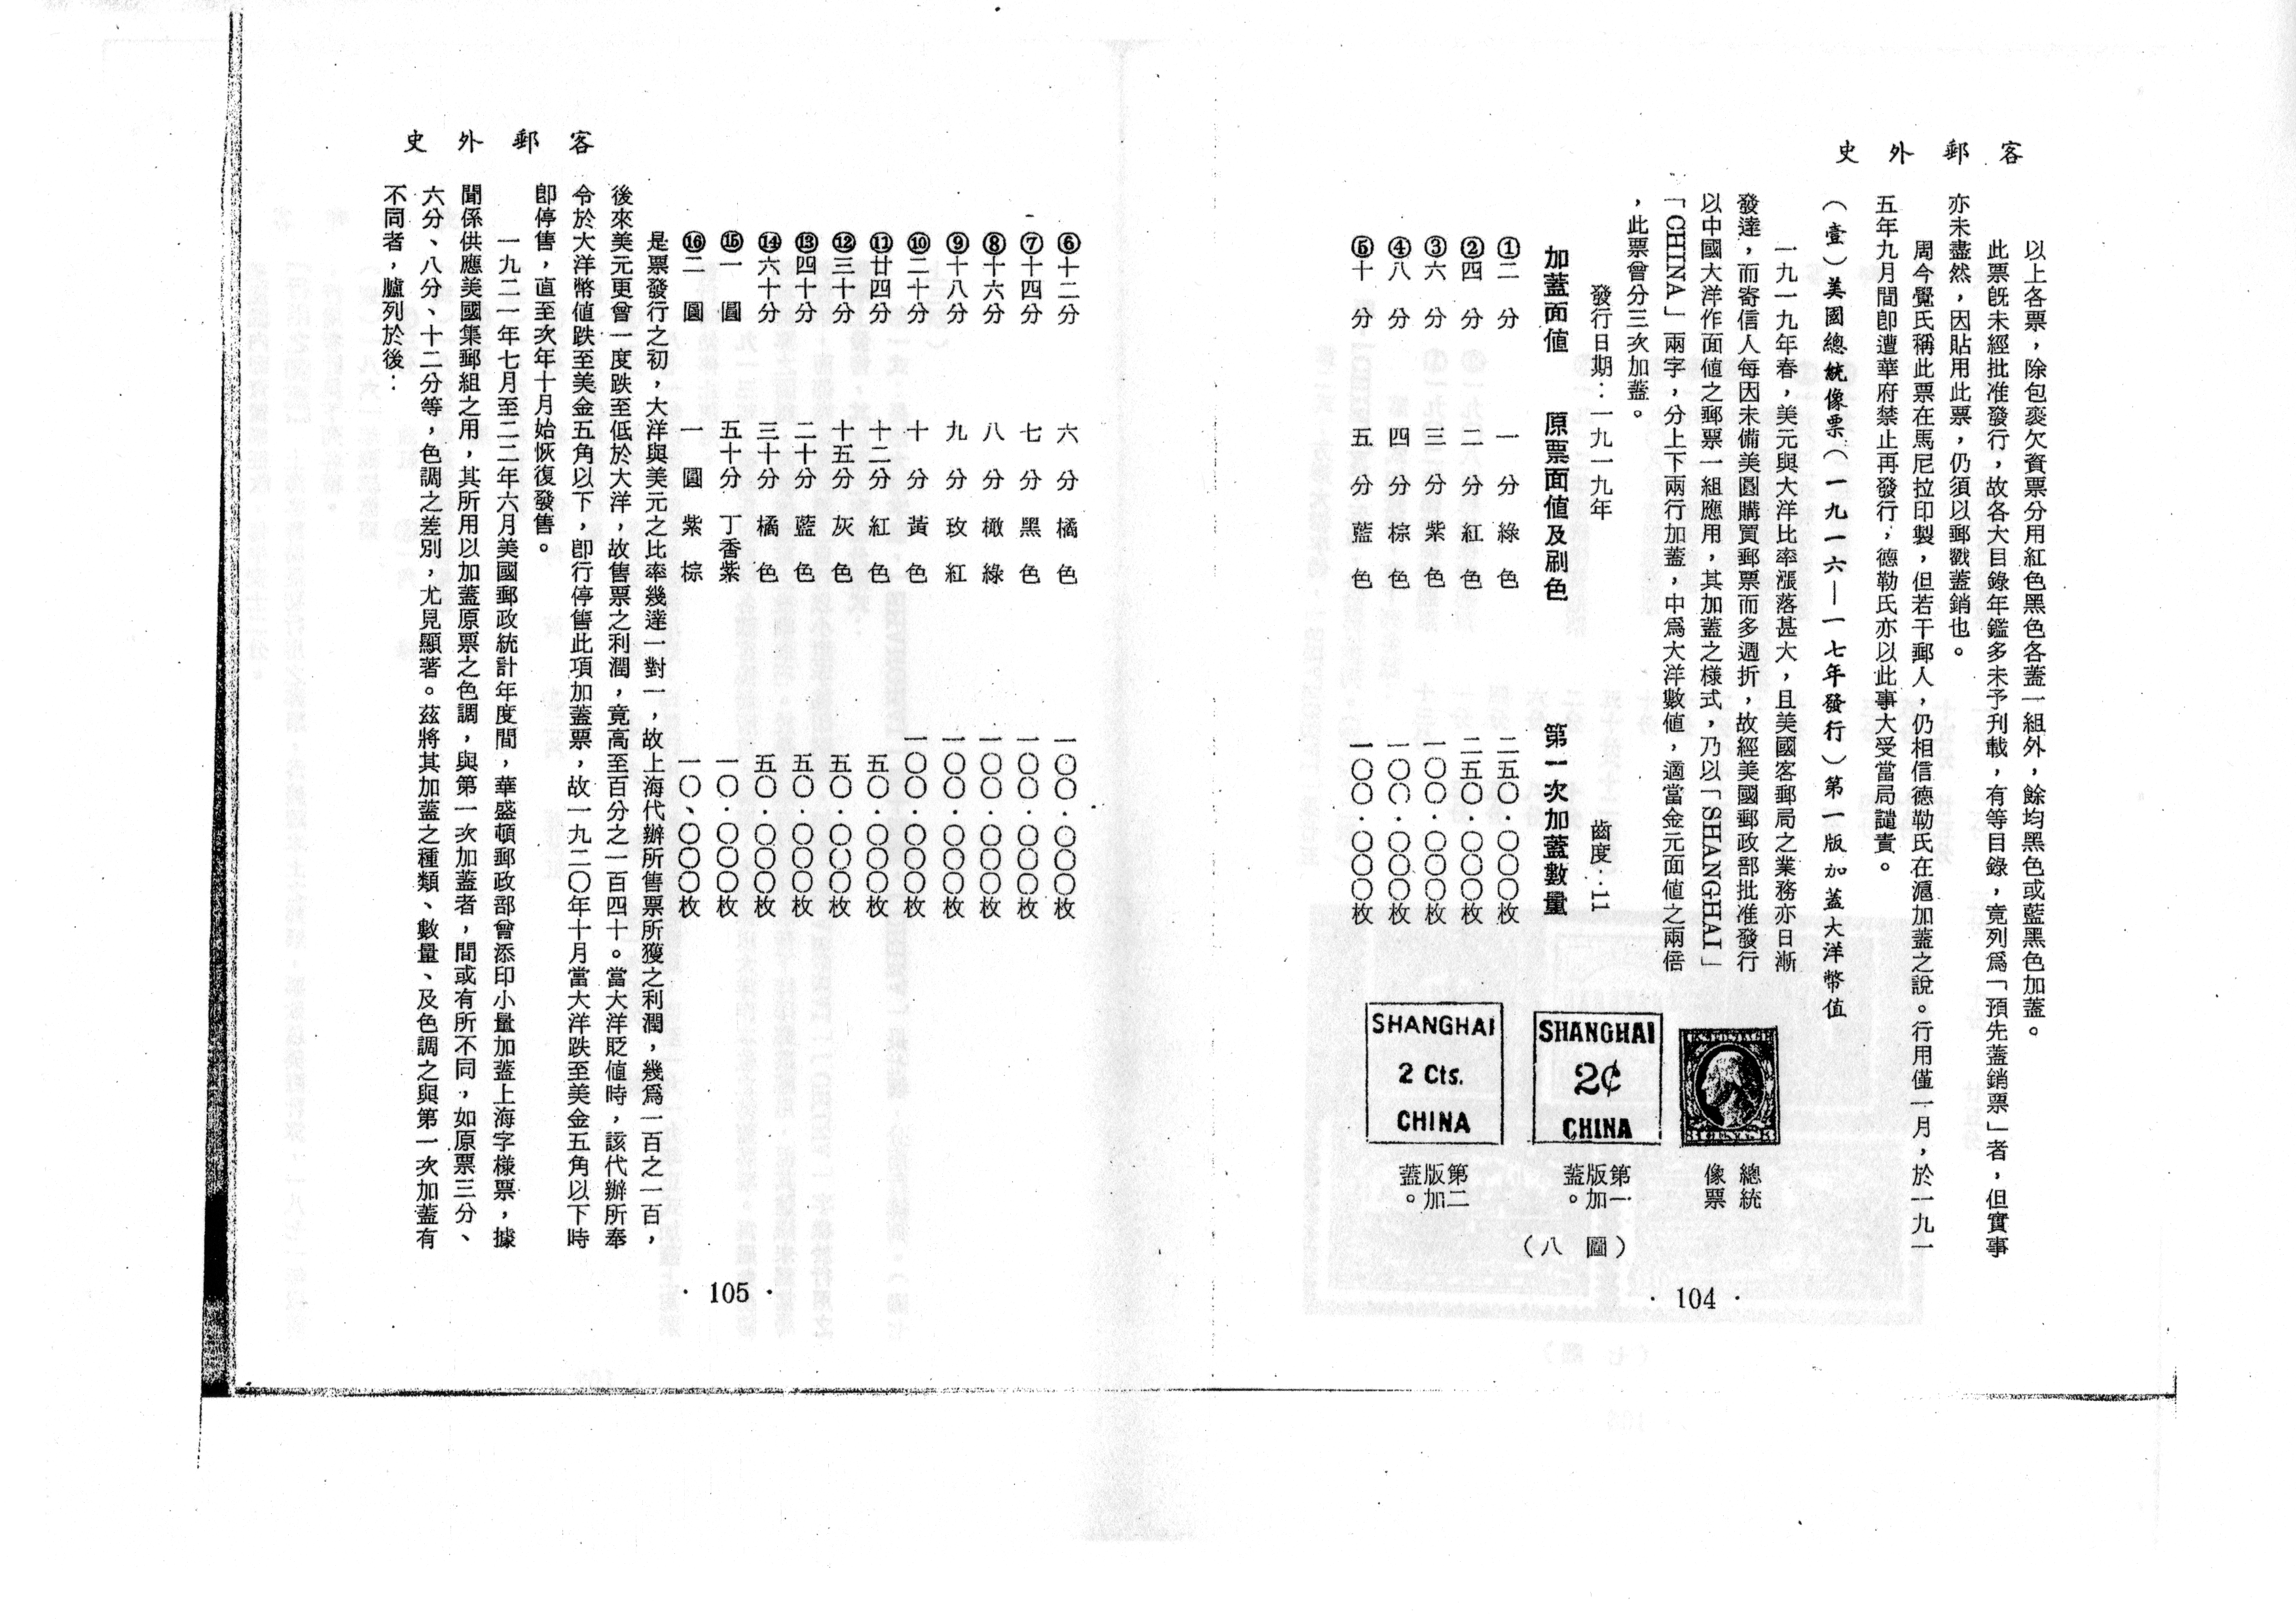 客郵外史
以上各票，除包裹欠資票分用紅色黑色各蓋一組外，餘均黑色或藍黑色加蓋。
此票旣未經批准發行，故各大目錄年鑑多未予刊載，有等目錄，竟列爲「預先蓋銷票」者，但實事
亦未盡然，因貼用此票，仍須以郵戳蓋銷也。
周今覺氏稱此票在馬尼拉印製，但若干郵人，仍相信德勒氏在滬加蓋之說。行用僅一月，於一九一
五年九月間卽遭華府禁止再發行，德勒氏亦以此事大受當局譴責。
（壹）美國總統像票（一九一六—一七年發行）第一版加蓋大洋幣值
一九一九年春，美元與大洋比率漲落甚大，且美國客郵局之業務亦日漸
發達，而寄信人每因未備美圓購買郵票而多週折，故經美國郵政部批准發行
以中國大洋作面値之郵票一組應用，其加蓋之樣式，乃以「SHANGHAI」
「CHINA」兩字，分上下兩行加蓋，中爲大洋數値，適當金元面値之兩倍
，此票曾分三次加蓋。
發行日期：一九一九年　齒度：11
加蓋面値　原票面値及刷色　第一次加蓋數量
①二分　一分綠色　二五〇．〇〇〇枚
②四分　二分紅色　二五〇．〇〇〇枚
③六分　三分紫色　一〇〇．〇〇〇枚
④八分　四分棕色　一〇〇．〇〇〇枚
⑤十分　五分藍色　一〇〇．〇〇〇枚
總統
像票
SHANGHAI
2¢
CHINA
第一
版加
蓋。
SHANGHAI
2 Cts.
CHINA
第二
版加
蓋。
（圖八）
· 104 ·
客郵外史
⑥十二分　六分橘色　一〇〇．〇〇〇枚
⑦十四分　七分黑色　一〇〇．〇〇〇枚
⑧十六分　八分橄綠　一〇〇．〇〇〇枚
⑨十八分　九分玫紅　一〇〇．〇〇〇枚
⑩二十分　十分黃色　一〇〇．〇〇〇枚
⑪廿四分　十二分紅色　五〇．〇〇〇枚
⑫三十分　十五分灰色　五〇．〇〇〇枚
⑬四十分　二十分藍色　五〇．〇〇〇枚
⑭六十分　三十分橘色　五〇．〇〇〇枚
⑮一圓　五十分丁香紫　一〇．〇〇〇枚
⑯二圓　一圓紫棕　一〇、〇〇〇枚
是票發行之初，大洋與美元之比率幾達一對一，故上海代辦所售票所獲之利潤，幾爲一百之一百，
後來美元更曾一度跌至低於大洋，故售票之利潤，竟高至百分之一百四十。當大洋貶値時，該代辦所奉
令於大洋幣値跌至美金五角以下，卽行停售此項加蓋票，故一九二〇年十月當大洋跌至美金五角以下時
卽停售，直至次年十月始恢復發售。
一九二一年七月至二二年六月美國郵政統計年度間，華盛頓郵政部曾添印小量加蓋上海字樣票，據
聞係供應美國集郵組之用，其所用以加蓋原票之色調，與第一次加蓋者，間或有所不同，如原票三分、
六分、八分、十二分等，色調之差別，尤見顯著。茲將其加蓋之種類、數量、及色調之與第一次加蓋有
不同者，臚列於後：
· 105 ·